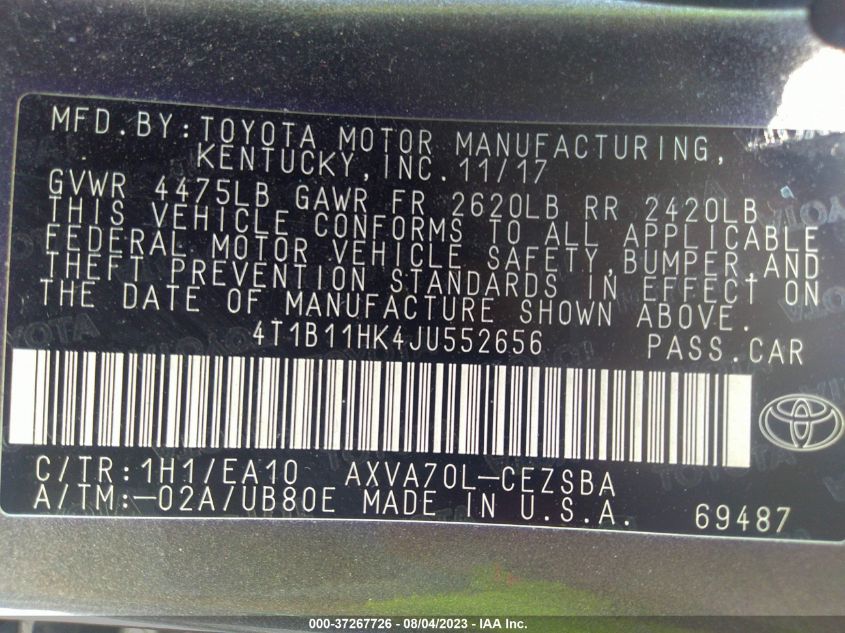 MFD.BY:TOYOTA MOTOR MANUFACTURING,
KENTUCKY,INC.11/17
GVWR 4475LB GAWR FR 2620LB RR 2420LB
THIS VEHICLE CONFORMS TO ALL APPLICABLE
FEDERAL MOTOR VEHICLE SAFETY,BUMPER,AND
THEFT PREVENTION STANDARDS IN EFFECT ON
THE DATE OF MANUFACTURE SHOWN ABOVE.
4T1B11HK4JU552656 PASS.CAR
C/TR:1H1/EA10 AXVA70L-CEZSBA
A/TM:-02A/UB80E MADE IN U.S.A. 69487
000-37267726 - 08/04/2023 - IAA Inc.